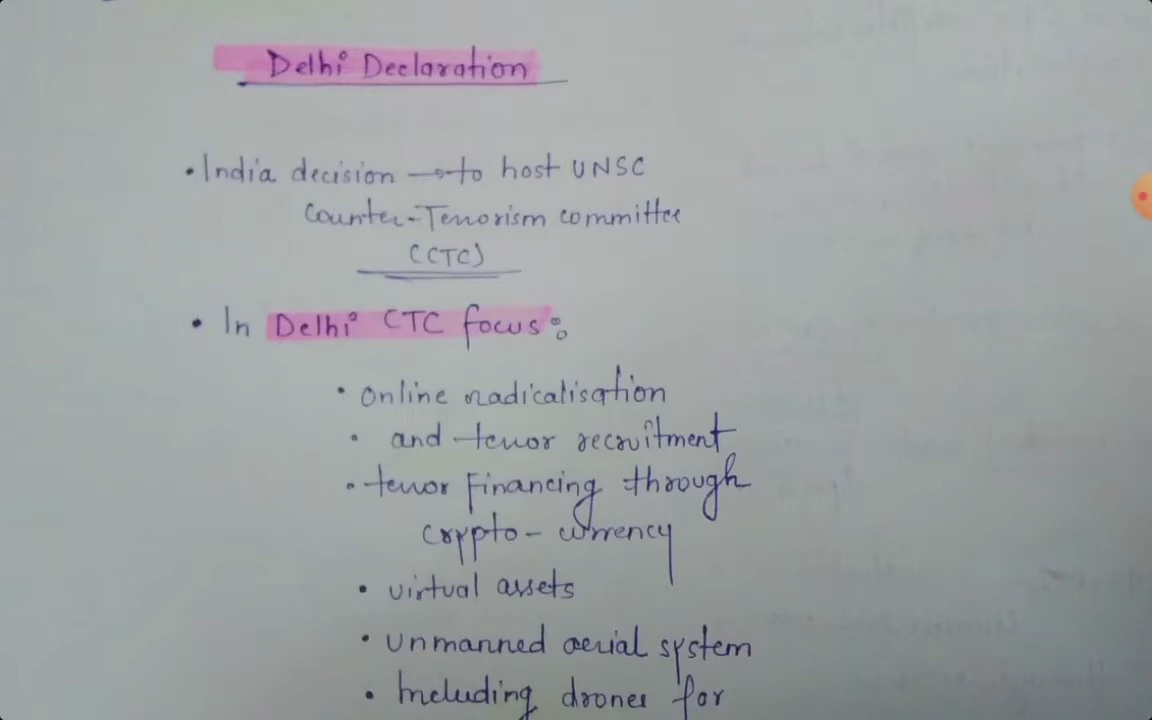 Delhi Declaration
• India decision → to host UNSC
Counter-Terrorism committee
(CTC)
• In Delhi CTC focus:
• online radicalisation
• and terror recruitment
• terror Financing through
crypto-currency
• virtual assets
• unmanned aerial system
• Including drones for